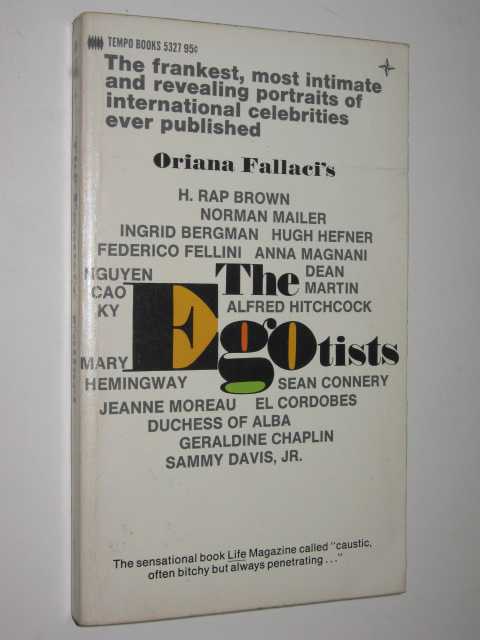 TEMPO BOOKS 5327 95¢
The frankest, most intimate
and revealing portraits of
international celebrities
ever published
Oriana Fallaci's
H. RAP BROWN
NORMAN MAILER
INGRID BERGMAN HUGH HEFNER
FEDERICO FELLINI ANNA MAGNANI
NGUYEN CAO KY
The Egotists
DEAN MARTIN
ALFRED HITCHCOCK
MARY HEMINGWAY
SEAN CONNERY
JEANNE MOREAU EL CORDOBES
DUCHESS OF ALBA
GERALDINE CHAPLIN
SAMMY DAVIS, JR.
The sensational book Life Magazine called "caustic,
often bitchy but always penetrating..."